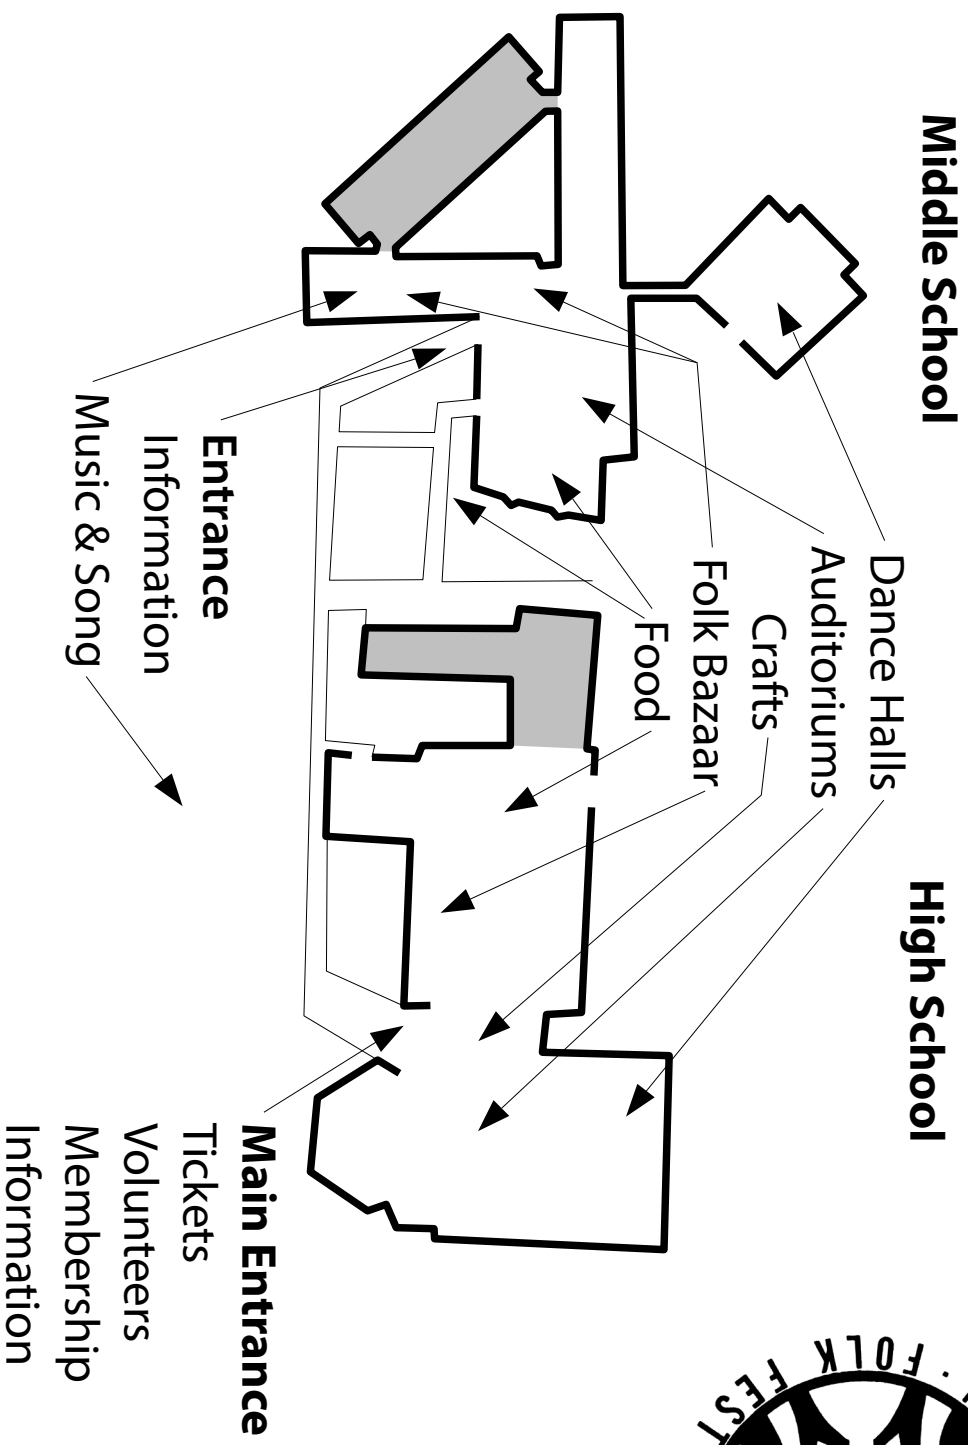 Middle School
High School
Dance Halls
Auditoriums
Crafts
Folk Bazaar
Food
Entrance
Information
Music & Song
Main Entrance
Tickets
Volunteers
Membership
Information
· FOLK FEST